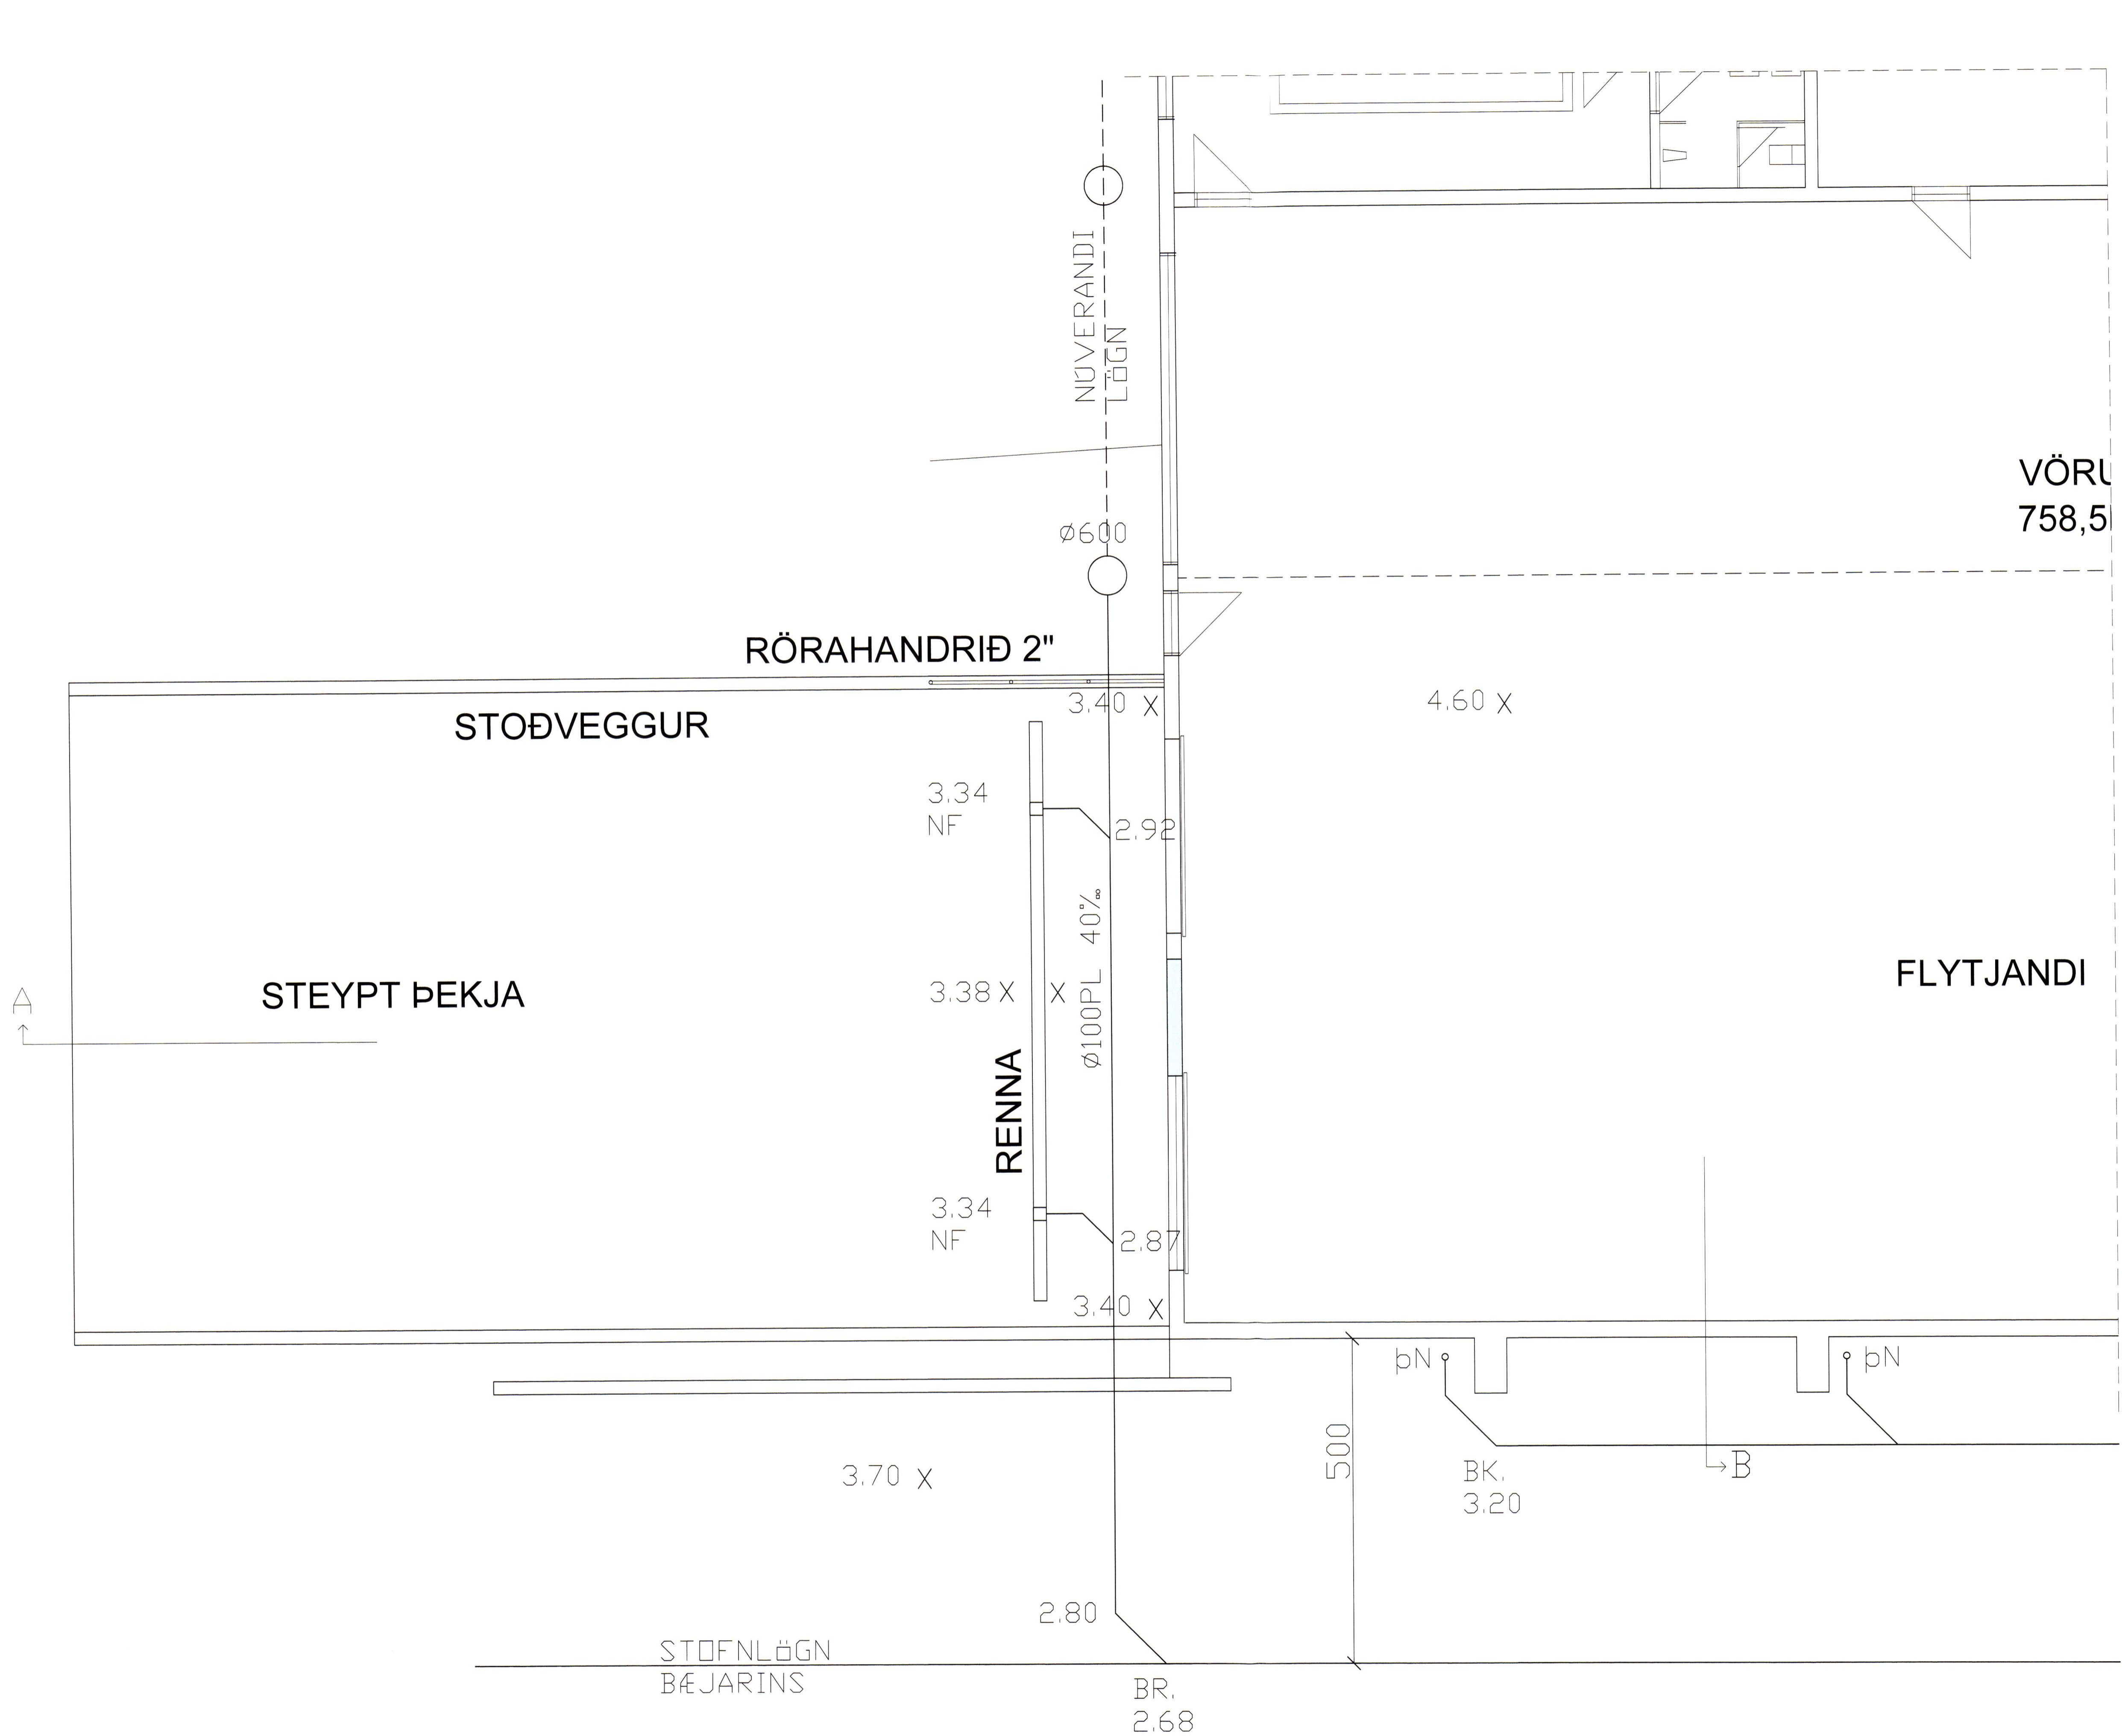 NÚVERANDI
LÖGN
VÖRU
758,5
Ø600
RÖRAHANDRIÐ 2"
3.40 X
4.60 X
STOÐVEGGUR
3.34
NF
2.92
Ø100PL 40‰
STEYPT ÞEKJA
3.38 X X
FLYTJANDI
A
RENNA
3.34
NF
2.87
3.40 X
ÞN
ÞN
500
3.70 X
BK.
3.20
B
2.80
STOFNLÖGN
BÆJARINS
BR.
2.68